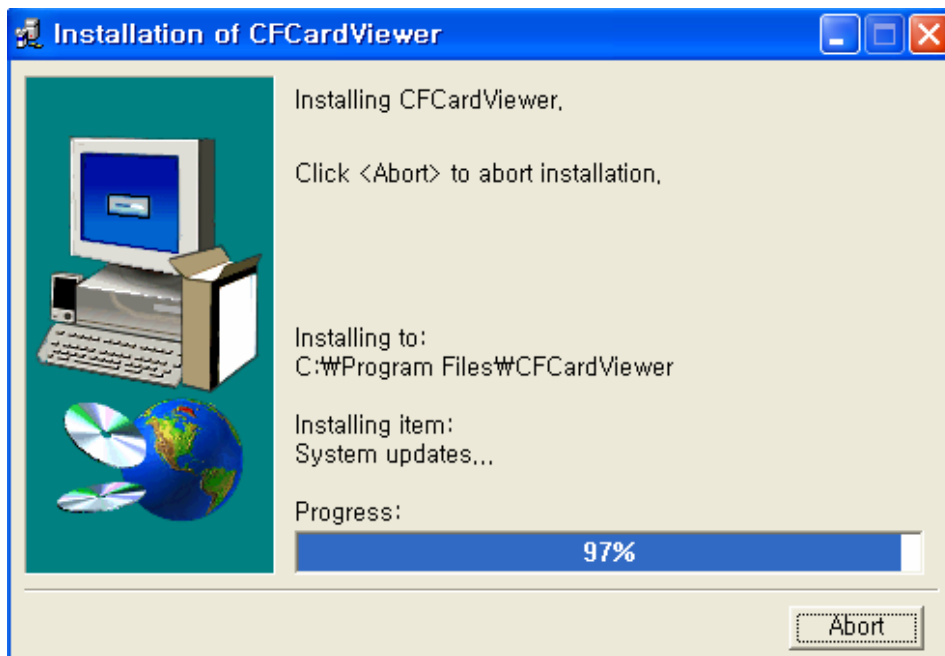 Installation of CFCardViewer
Installing CFCardViewer.
Click <Abort> to abort installation.
Installing to:
C:₩Program Files₩CFCardViewer
Installing item:
System updates...
Progress:
97%
Abort